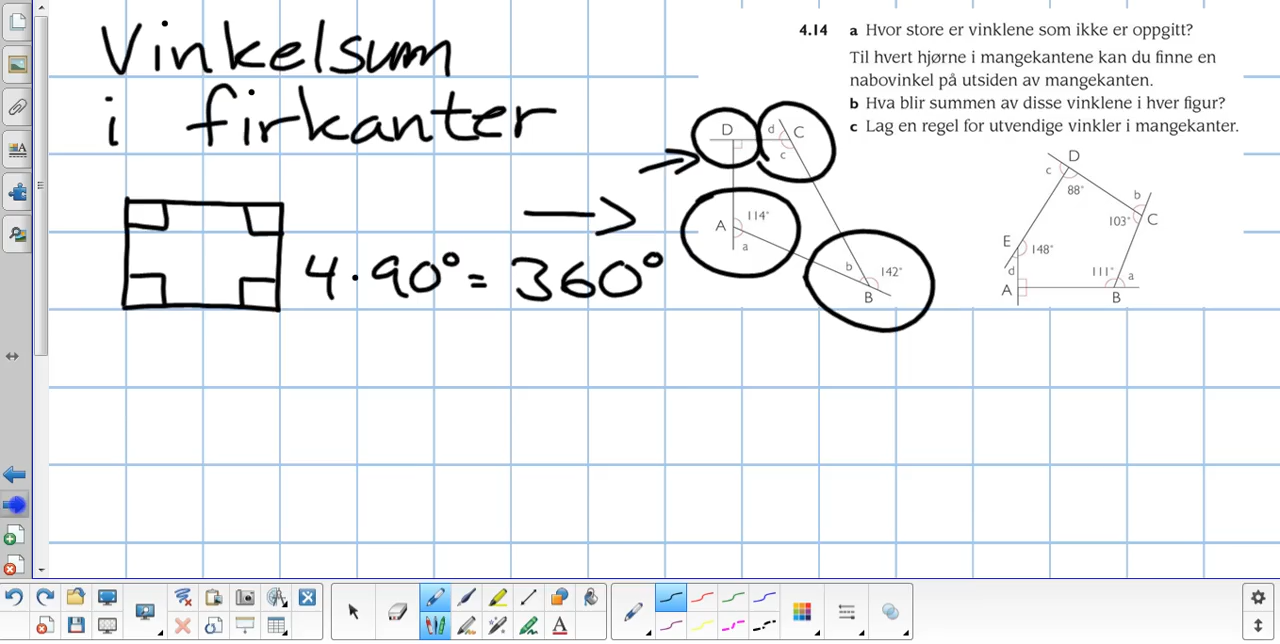 Vinkelsum
i firkanter
4·90°=360°
4.14 a Hvor store er vinklene som ikke er oppgitt?
Til hvert hjørne i mangekantene kan du finne en
nabovinkel på utsiden av mangekanten.
b Hva blir summen av disse vinklene i hver figur?
c Lag en regel for utvendige vinkler i mangekanter.
D d C
c
A 114°
a
b 142°
B
D
c 88°
b
103° C
E 148°
d 111° a
A B